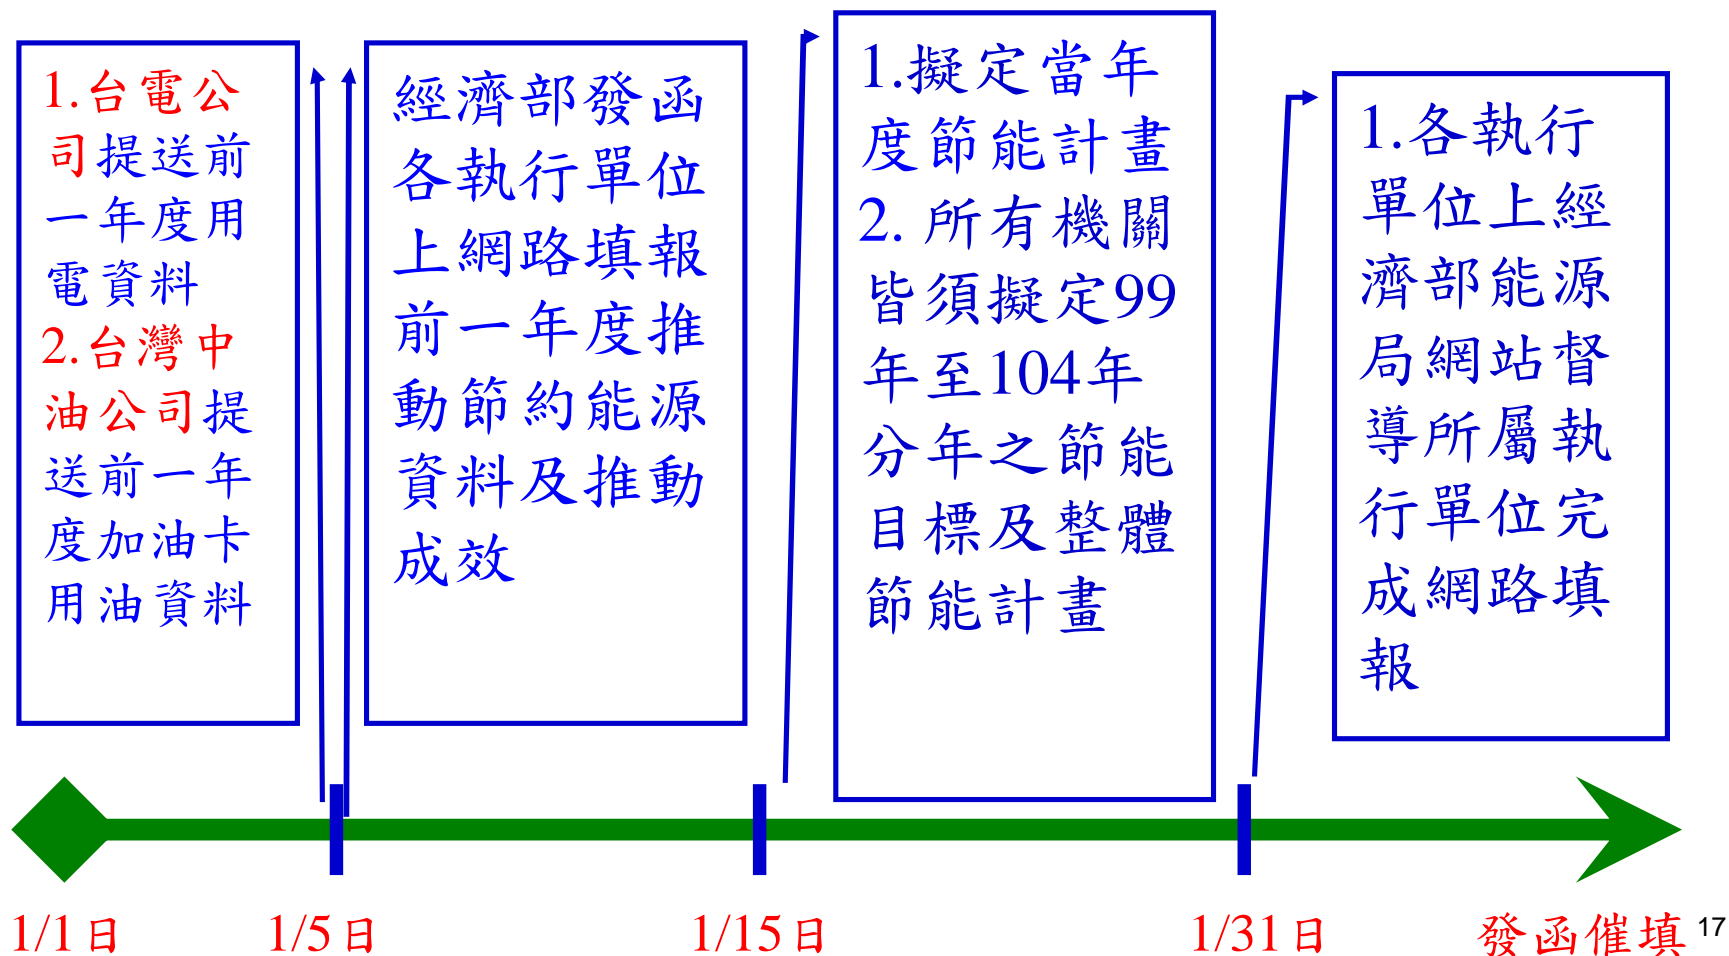 1.台電公
司提送前
一年度用
電資料
2.台灣中
油公司提
送前一年
度加油卡
用油資料
經濟部發函
各執行單位
上網路填報
前一年度推
動節約能源
資料及推動
成效
1.擬定當年
度節能計畫
2. 所有機關
皆須擬定99
年至104年
分年之節能
目標及整體
節能計畫
1.各執行
單位上經
濟部能源
局網站督
導所屬執
行單位完
成網路填
報
1/1日
1/5日
1/15日
1/31日
發函催填
17